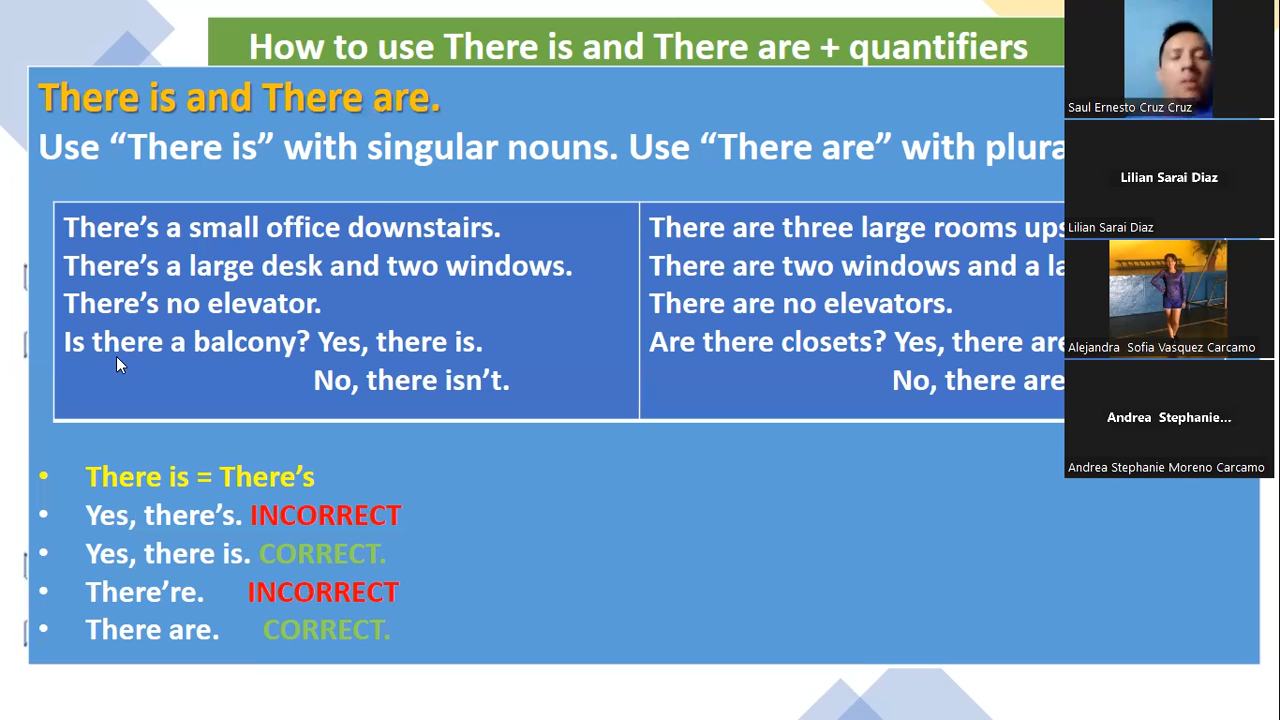 How to use There is and There are + quantifiers
There is and There are.
Use “There is” with singular nouns. Use “There are” with plura
There’s a small office downstairs.
There’s a large desk and two windows.
There’s no elevator.
Is there a balcony? Yes, there is.
No, there isn’t.
There are three large rooms ups
There are two windows and a la
There are no elevators.
Are there closets? Yes, there are
No, there are
• There is = There’s
• Yes, there’s. INCORRECT
• Yes, there is. CORRECT.
• There’re. INCORRECT
• There are. CORRECT.
Saul Ernesto Cruz Cruz
Lilian Sarai Diaz
Lilian Sarai Diaz
Alejandra Sofia Vasquez Carcamo
Andrea Stephanie...
Andrea Stephanie Moreno Carcamo